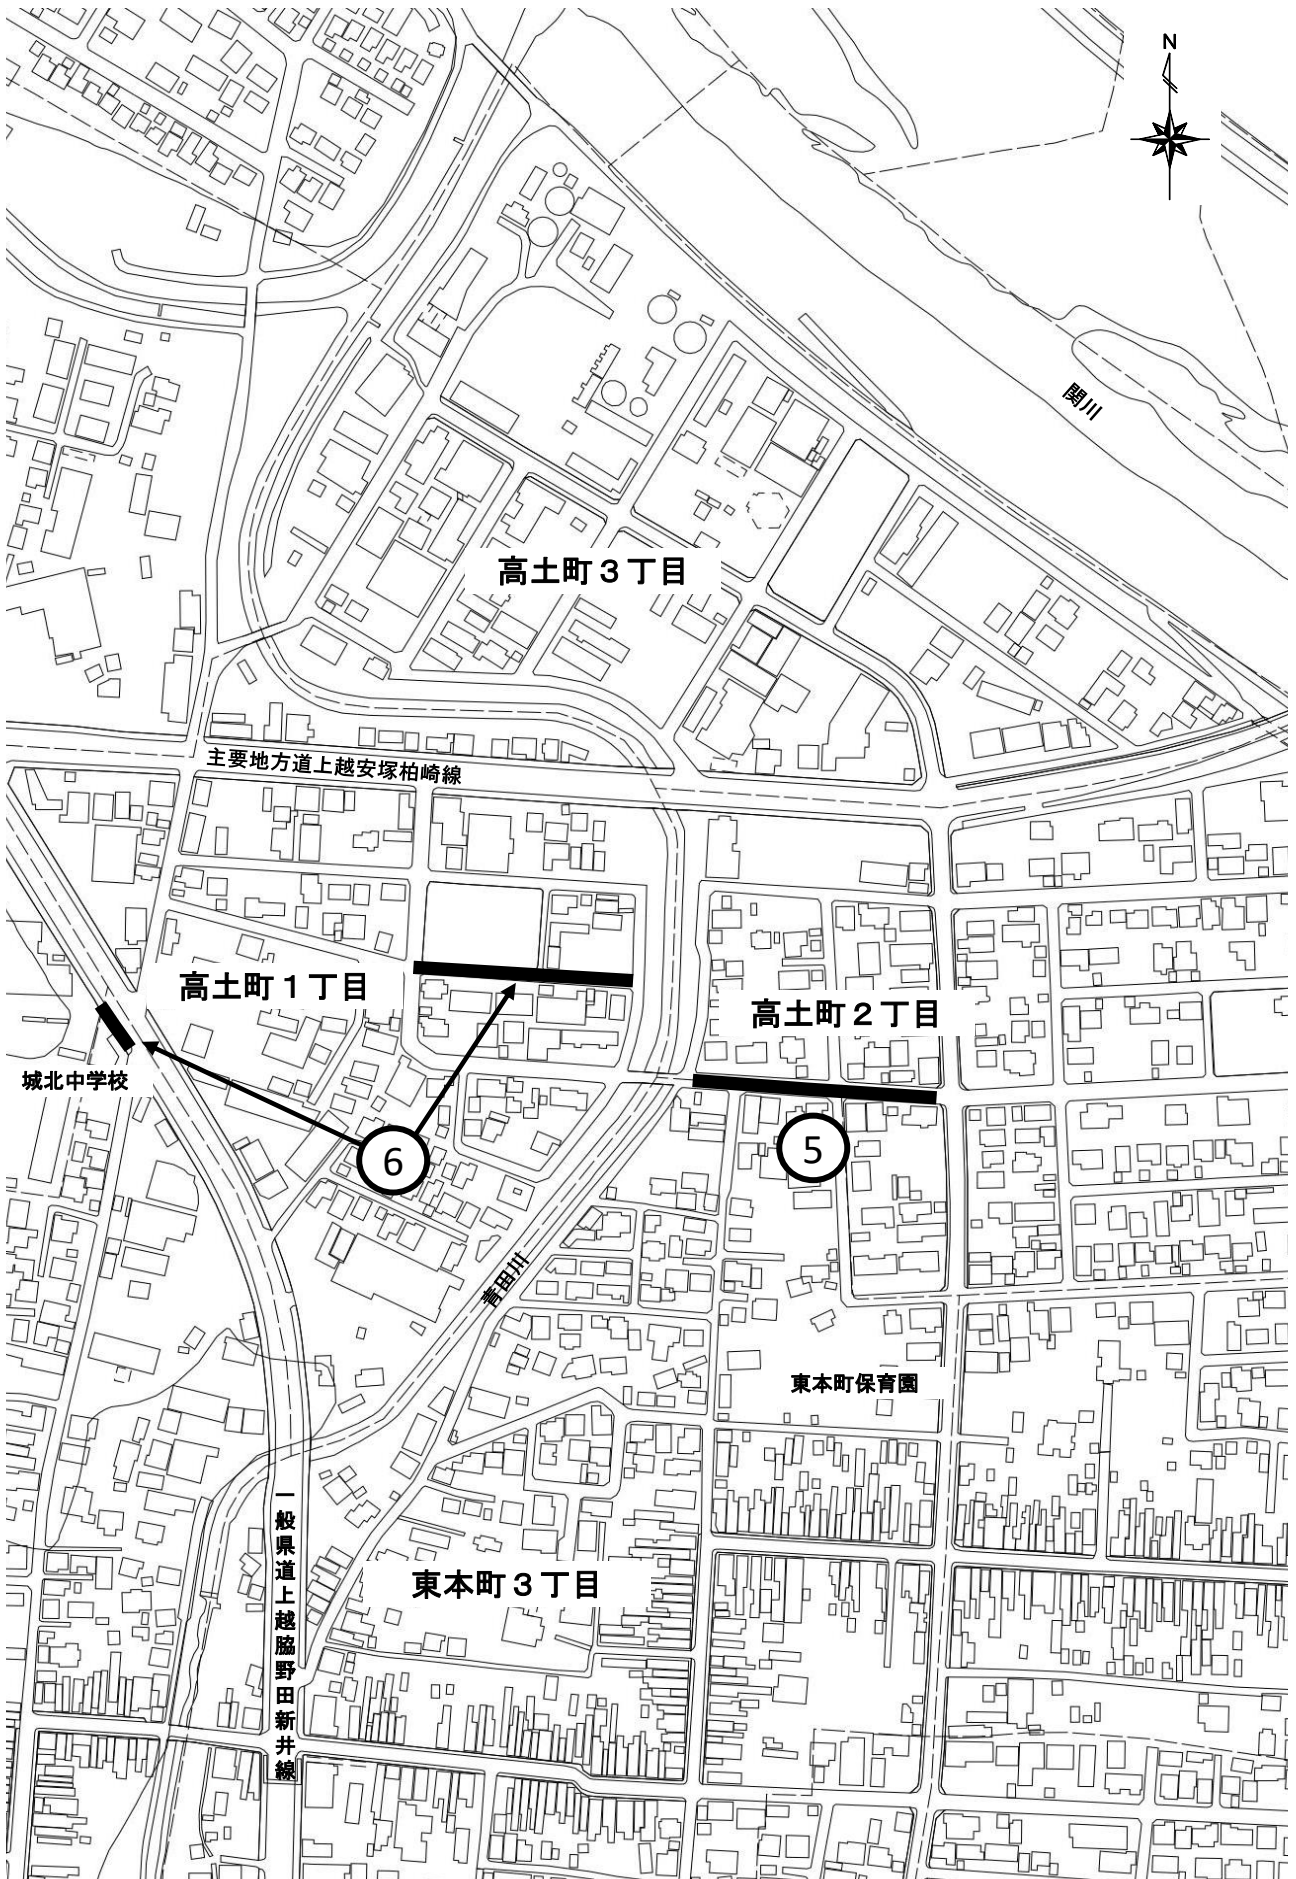 N
関川
高土町３丁目
主要地方道上越安塚柏崎線
高土町１丁目
高土町２丁目
城北中学校
6
5
青田川
東本町保育園
東本町３丁目
一般県道上越脇野田新井線